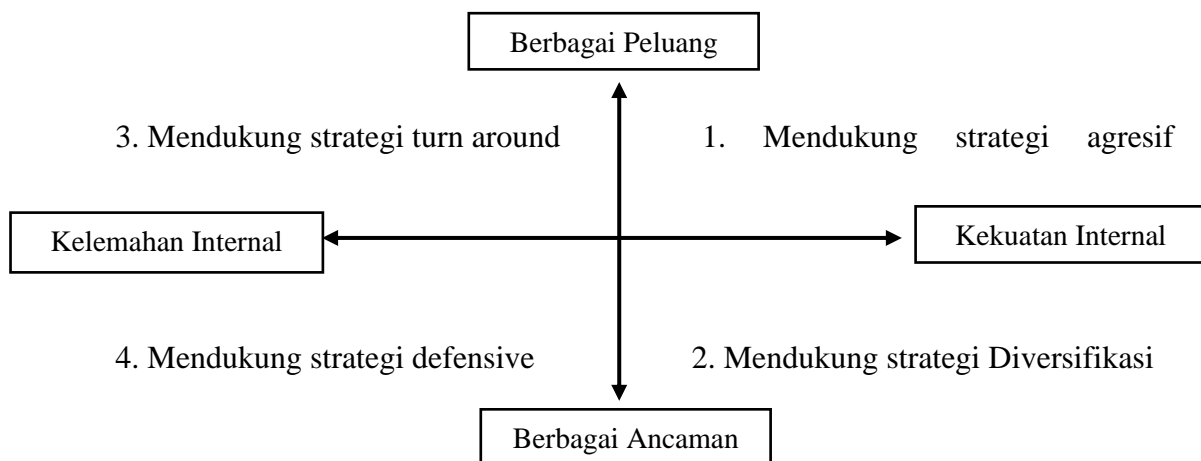 Berbagai Peluang
3. Mendukung strategi turn around
1. Mendukung strategi agresif
Kelemahan Internal
Kekuatan Internal
4. Mendukung strategi defensive
2. Mendukung strategi Diversifikasi
Berbagai Ancaman